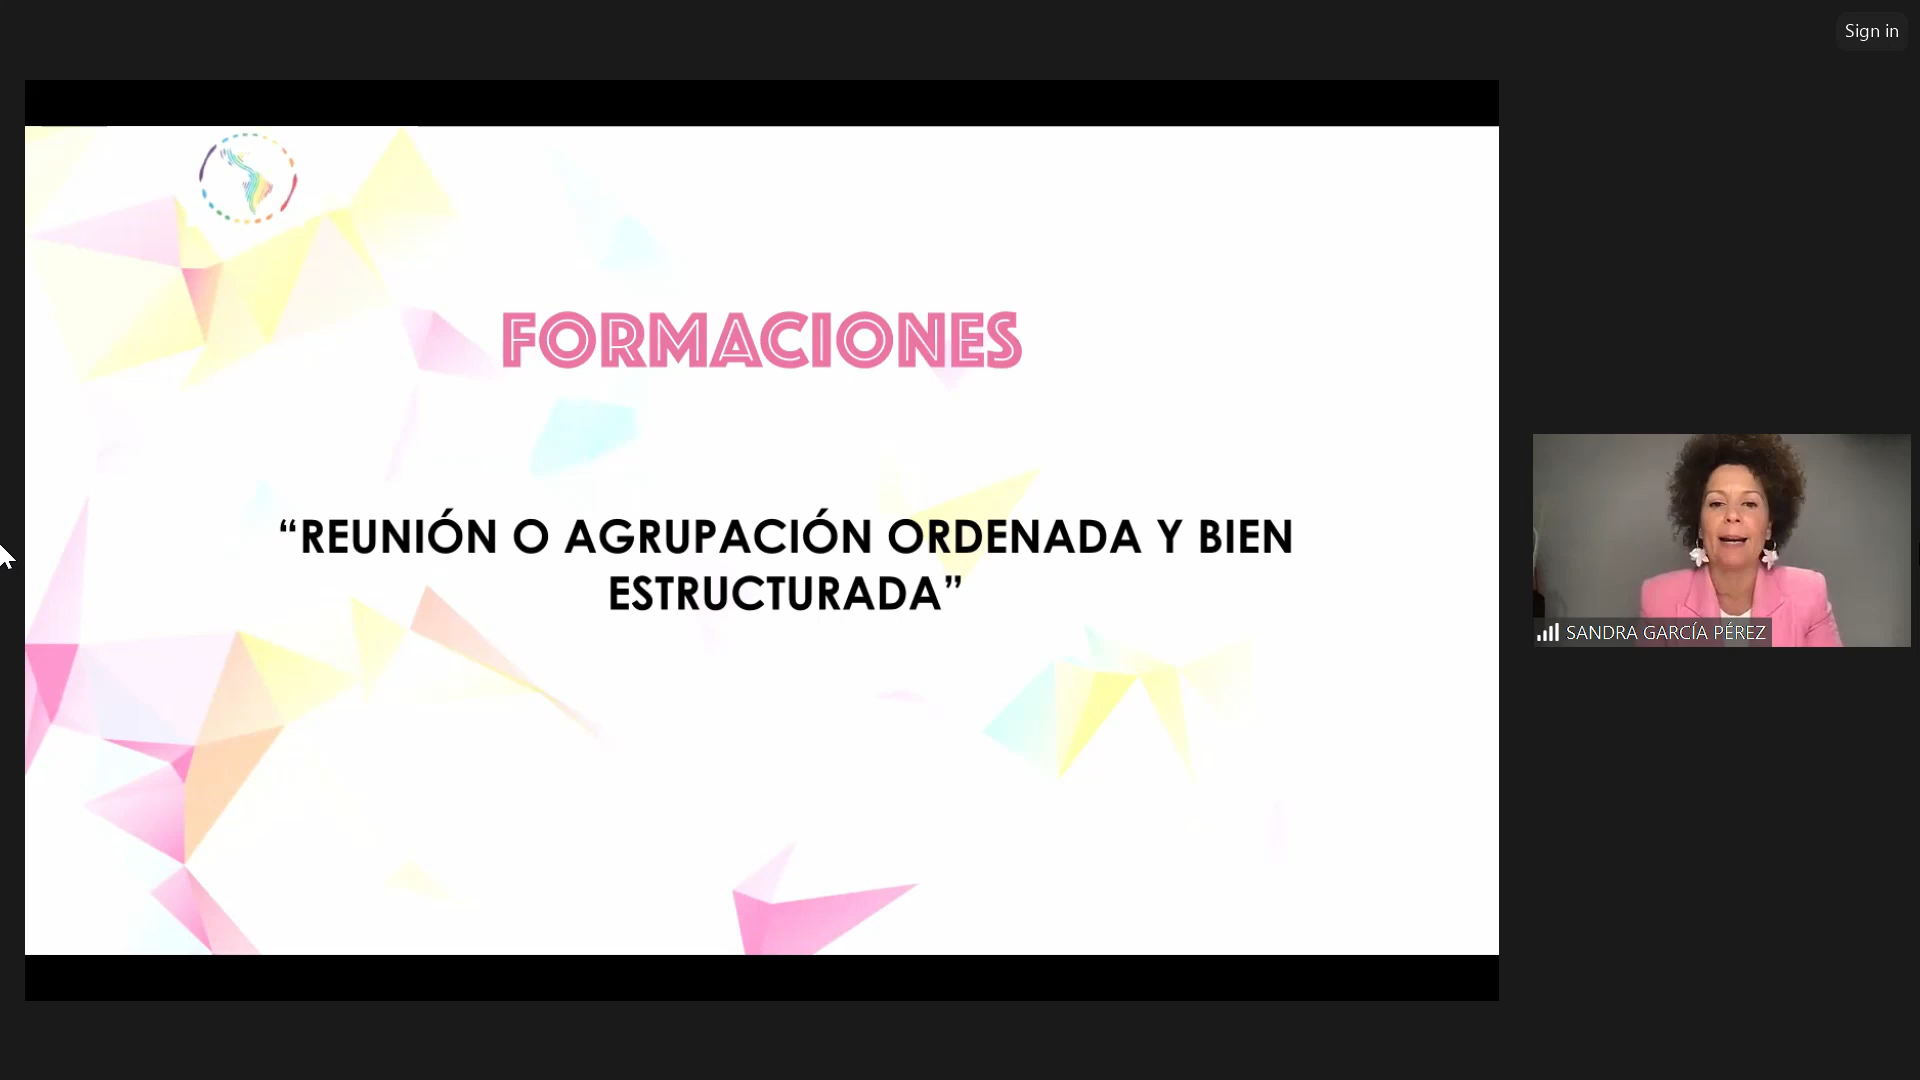 Sign in
FORMACIONES
“REUNIÓN O AGRUPACIÓN ORDENADA Y BIEN
ESTRUCTURADA”
SANDRA GARCÍA PÉREZ